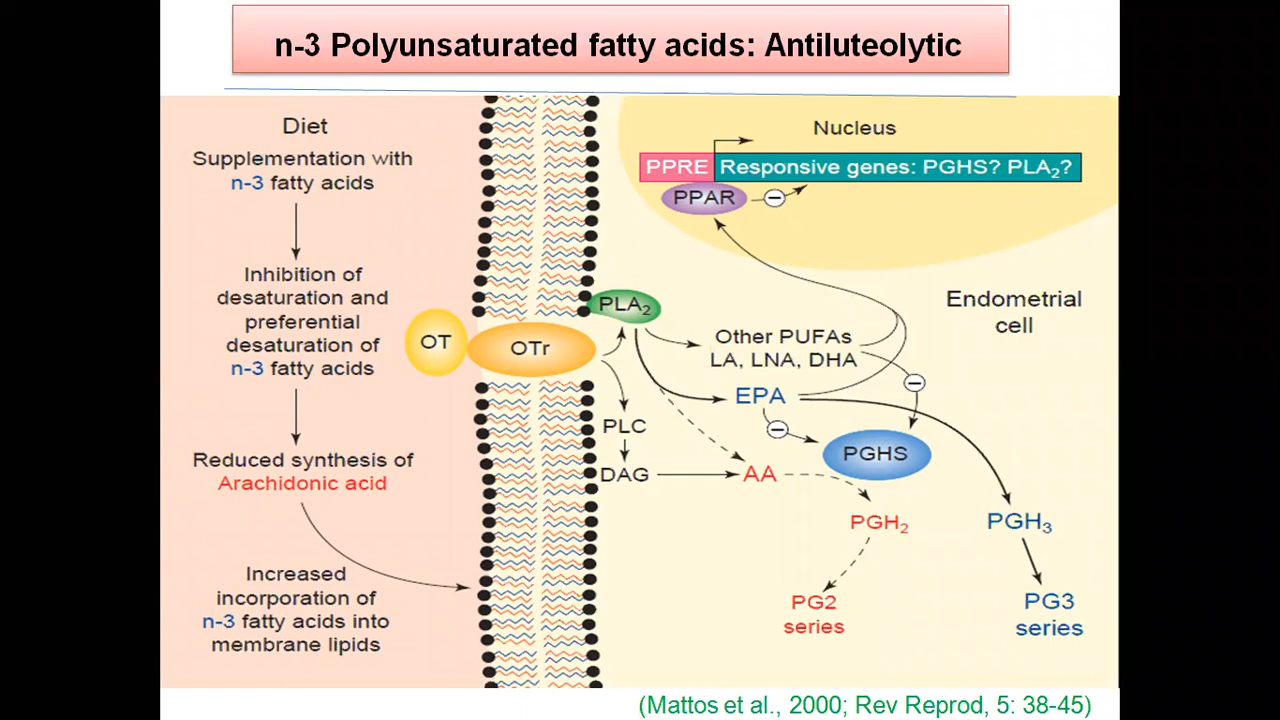 n-3 Polyunsaturated fatty acids: Antiluteolytic
Diet
Supplementation with
n-3 fatty acids
Inhibition of
desaturation and
preferential
desaturation of
n-3 fatty acids
Reduced synthesis of
Arachidonic acid
Increased
incorporation of
n-3 fatty acids into
membrane lipids
OT
OTr
Nucleus
PPRE
Responsive genes: PGHS? PLA₂?
PPAR
−
Endometrial
cell
PLA₂
Other PUFAs
LA, LNA, DHA
−
EPA
−
PLC
PGHS
DAG
AA
PGH₂
PGH₃
PG2
series
PG3
series
(Mattos et al., 2000; Rev Reprod, 5: 38-45)